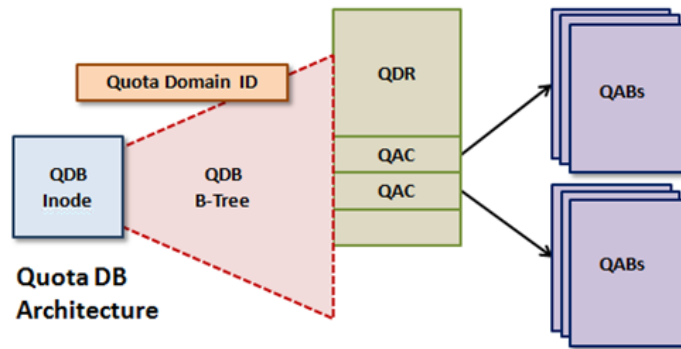 Quota Domain ID
QDB
Inode
QDB
B-Tree
QDR
QAC
QAC
QABs
QABs
Quota DB
Architecture